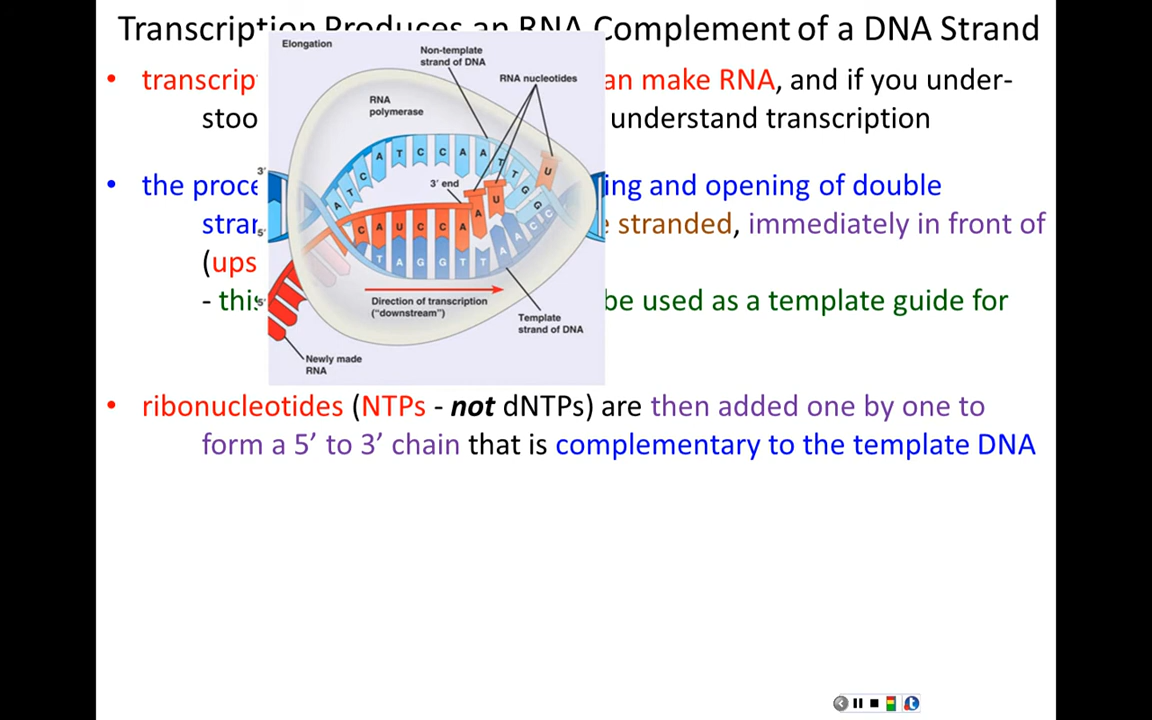 Transcription Produces an RNA Complement of a DNA Strand
• transcrip an make RNA, and if you under-
stoo understand transcription
• the proce ing and opening of double
stran stranded, immediately in front of
(ups
- this be used as a template guide for
• ribonucleotides (NTPs - not dNTPs) are then added one by one to
form a 5’ to 3’ chain that is complementary to the template DNA
Elongation
Non-template
strand of DNA
RNA nucleotides
RNA
polymerase
A T C A T C C A A T T G G C
3' end
U
U
A
C A U C C A
T A G G T T A A C C
3'
5'
5'
Direction of transcription
(“downstream”)
Template
strand of DNA
Newly made
RNA